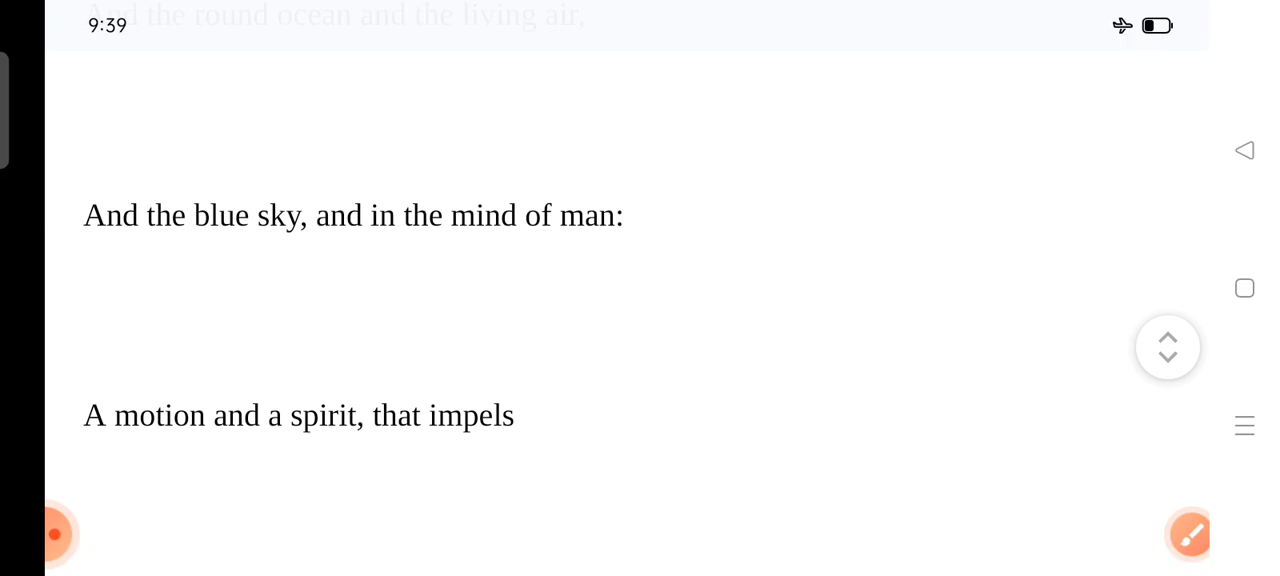 And the round ocean and the living air,
9:39
And the blue sky, and in the mind of man:
A motion and a spirit, that impels